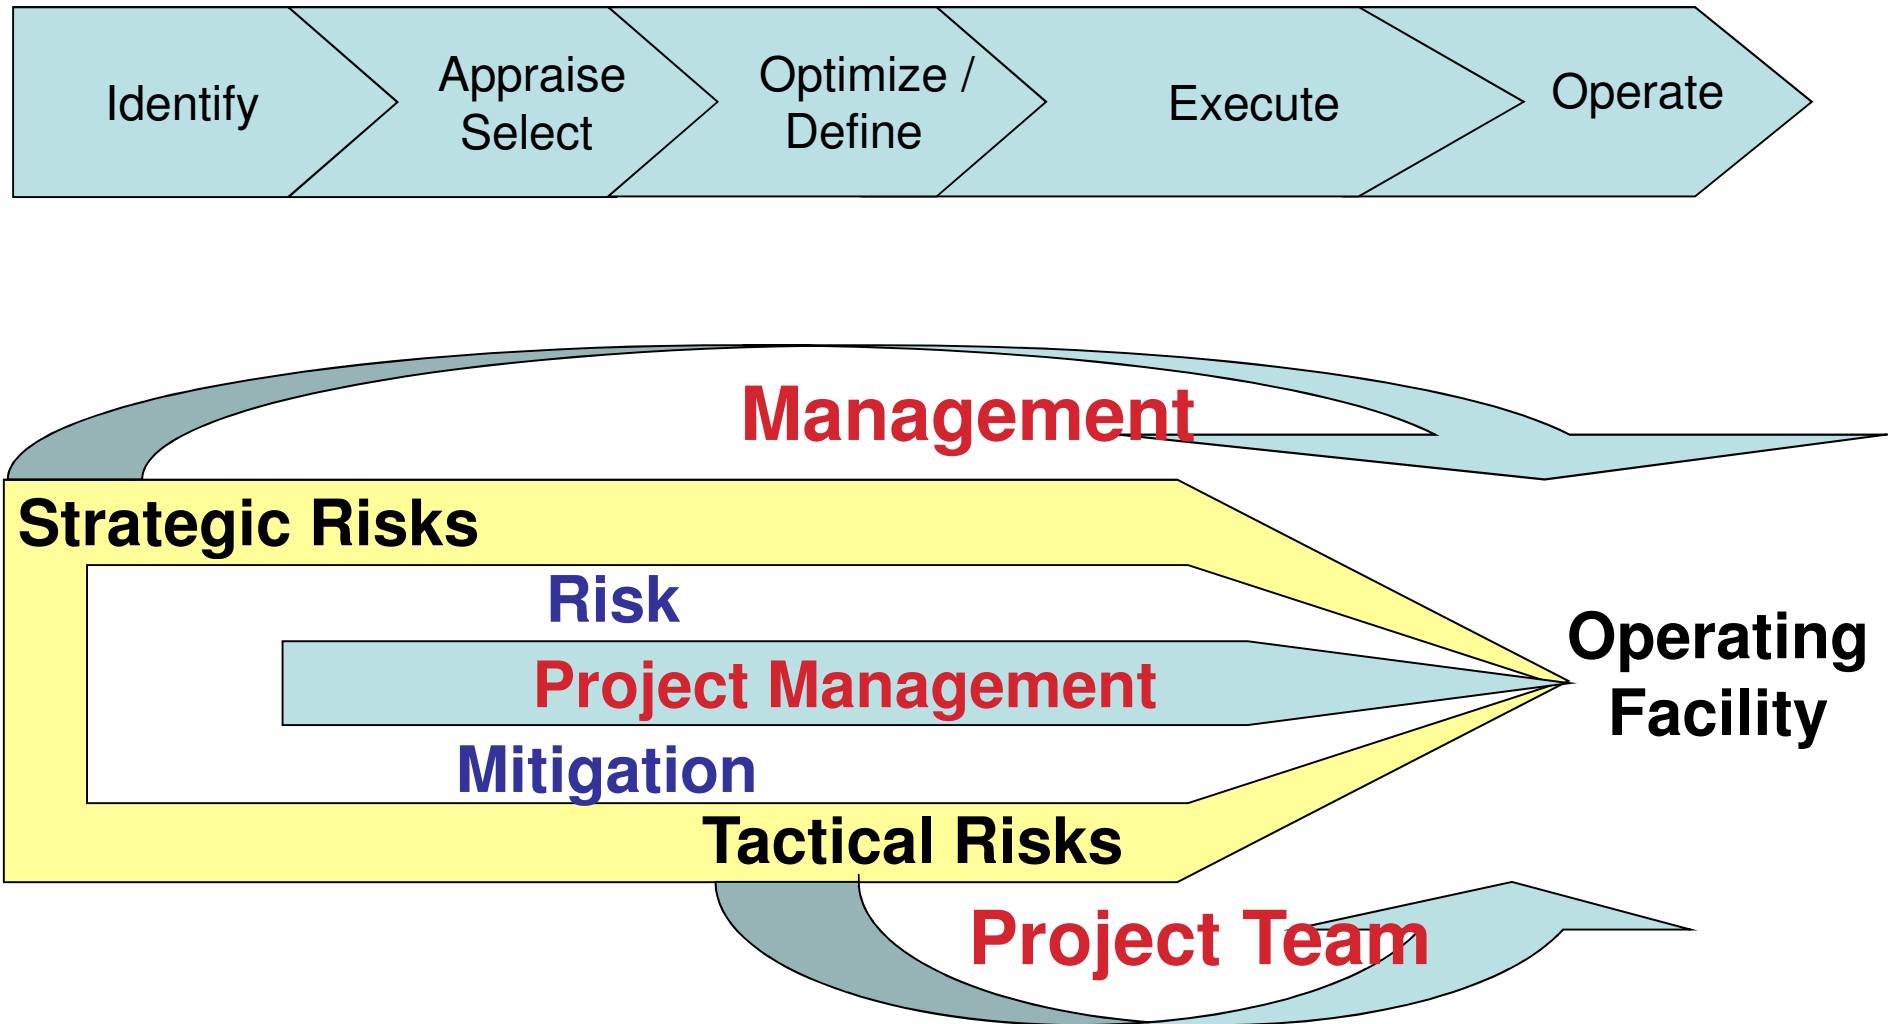 Identify
Appraise
Select
Optimize /
Define
Execute
Operate
Management
Strategic Risks
Risk
Project Management
Mitigation
Tactical Risks
Operating
Facility
Project Team